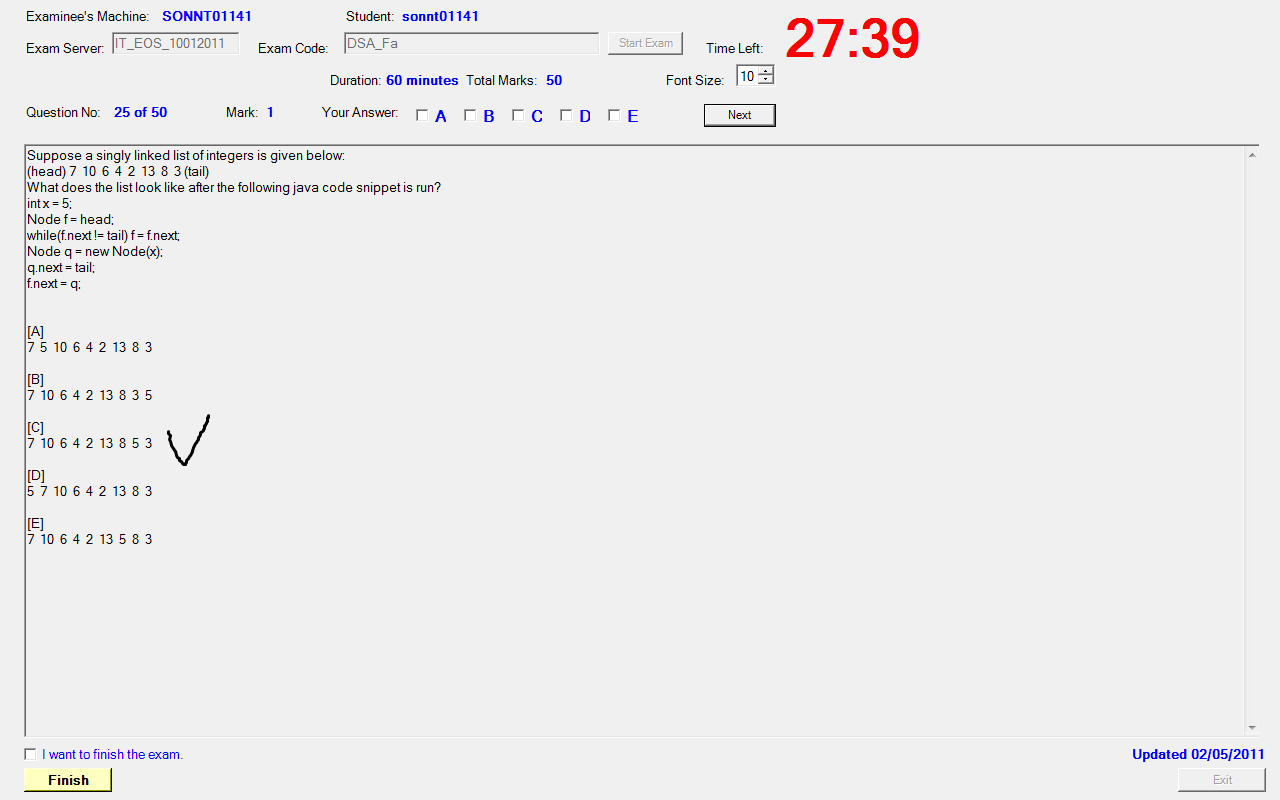 Examinee's Machine: SONNT01141 Student: sonnt01141
27:39
Exam Server: IT_EOS_10012011 Exam Code: DSA_Fa Start Exam Time Left:
Duration: 60 minutes Total Marks: 50 Font Size: 10
Question No: 25 of 50 Mark: 1 Your Answer: A B C D E Next
Suppose a singly linked list of integers is given below:
(head) 7 10 6 4 2 13 8 3 (tail)
What does the list look like after the following java code snippet is run?
int x = 5;
Node f = head;
while(f.next != tail) f = f.next;
Node q = new Node(x);
q.next = tail;
f.next = q;
[A]
7 5 10 6 4 2 13 8 3
[B]
7 10 6 4 2 13 8 3 5
[C]
7 10 6 4 2 13 8 5 3
[D]
5 7 10 6 4 2 13 8 3
[E]
7 10 6 4 2 13 5 8 3
I want to finish the exam. Updated 02/05/2011
Finish Exit